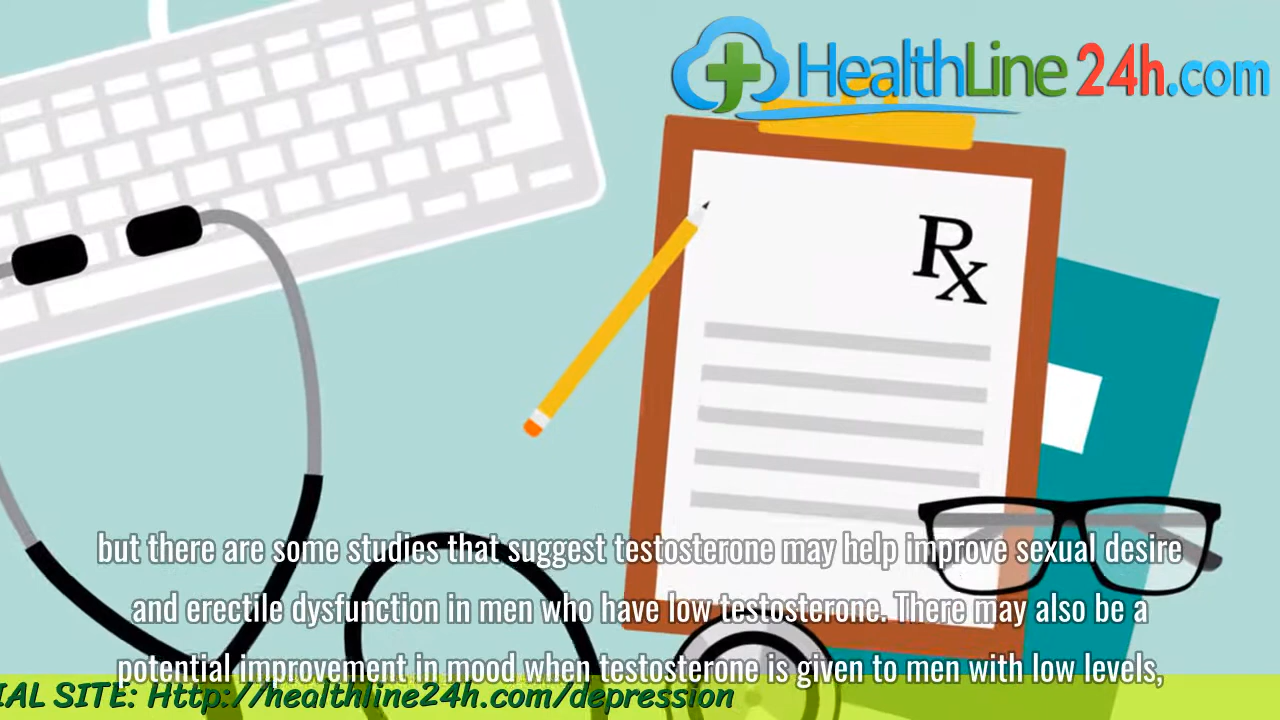 HealthLine 24h.com
Rx
but there are some studies that suggest testosterone may help improve sexual desire
and erectile dysfunction in men who have low testosterone. There may also be a
potential improvement in mood when testosterone is given to men with low levels,
IAL SITE: Http://healthline24h.com/depression